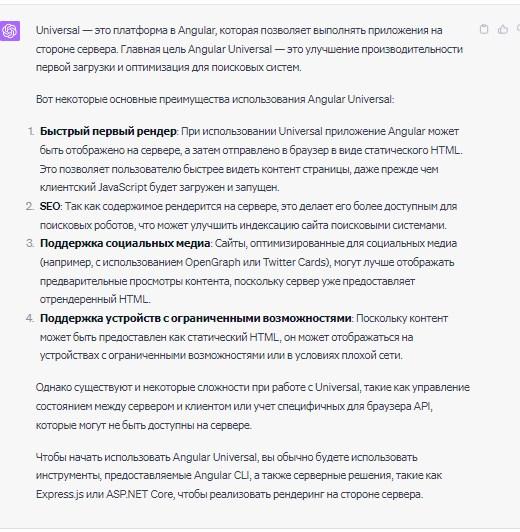 Universal — это платформа в Angular, которая позволяет выполнять приложения на
стороне сервера. Главная цель Angular Universal — это улучшение производительности
первой загрузки и оптимизация для поисковых систем.
Вот некоторые основные преимущества использования Angular Universal:
1. Быстрый первый рендер: При использовании Universal приложение Angular может
быть отображено на сервере, а затем отправлено в браузер в виде статического HTML.
Это позволяет пользователю быстрее видеть контент страницы, даже прежде чем
клиентский JavaScript будет загружен и запущен.
2. SEO: Так как содержимое рендерится на сервере, это делает его более доступным для
поисковых роботов, что может улучшить индексацию сайта поисковыми системами.
3. Поддержка социальных медиа: Сайты, оптимизированные для социальных медиа
(например, с использованием OpenGraph или Twitter Cards), могут лучше отображать
предварительные просмотры контента, поскольку сервер уже предоставляет
отрендеренный HTML.
4. Поддержка устройств с ограниченными возможностями: Поскольку контент
может быть предоставлен как статический HTML, он может отображаться на
устройствах с ограниченными возможностями или в условиях плохой сети.
Однако существуют и некоторые сложности при работе с Universal, такие как управление
состоянием между сервером и клиентом или учет специфичных для браузера API,
которые могут не быть доступны на сервере.
Чтобы начать использовать Angular Universal, вы обычно будете использовать
инструменты, предоставляемые Angular CLI, а также серверные решения, такие как
Express.js или ASP.NET Core, чтобы реализовать рендеринг на стороне сервера.